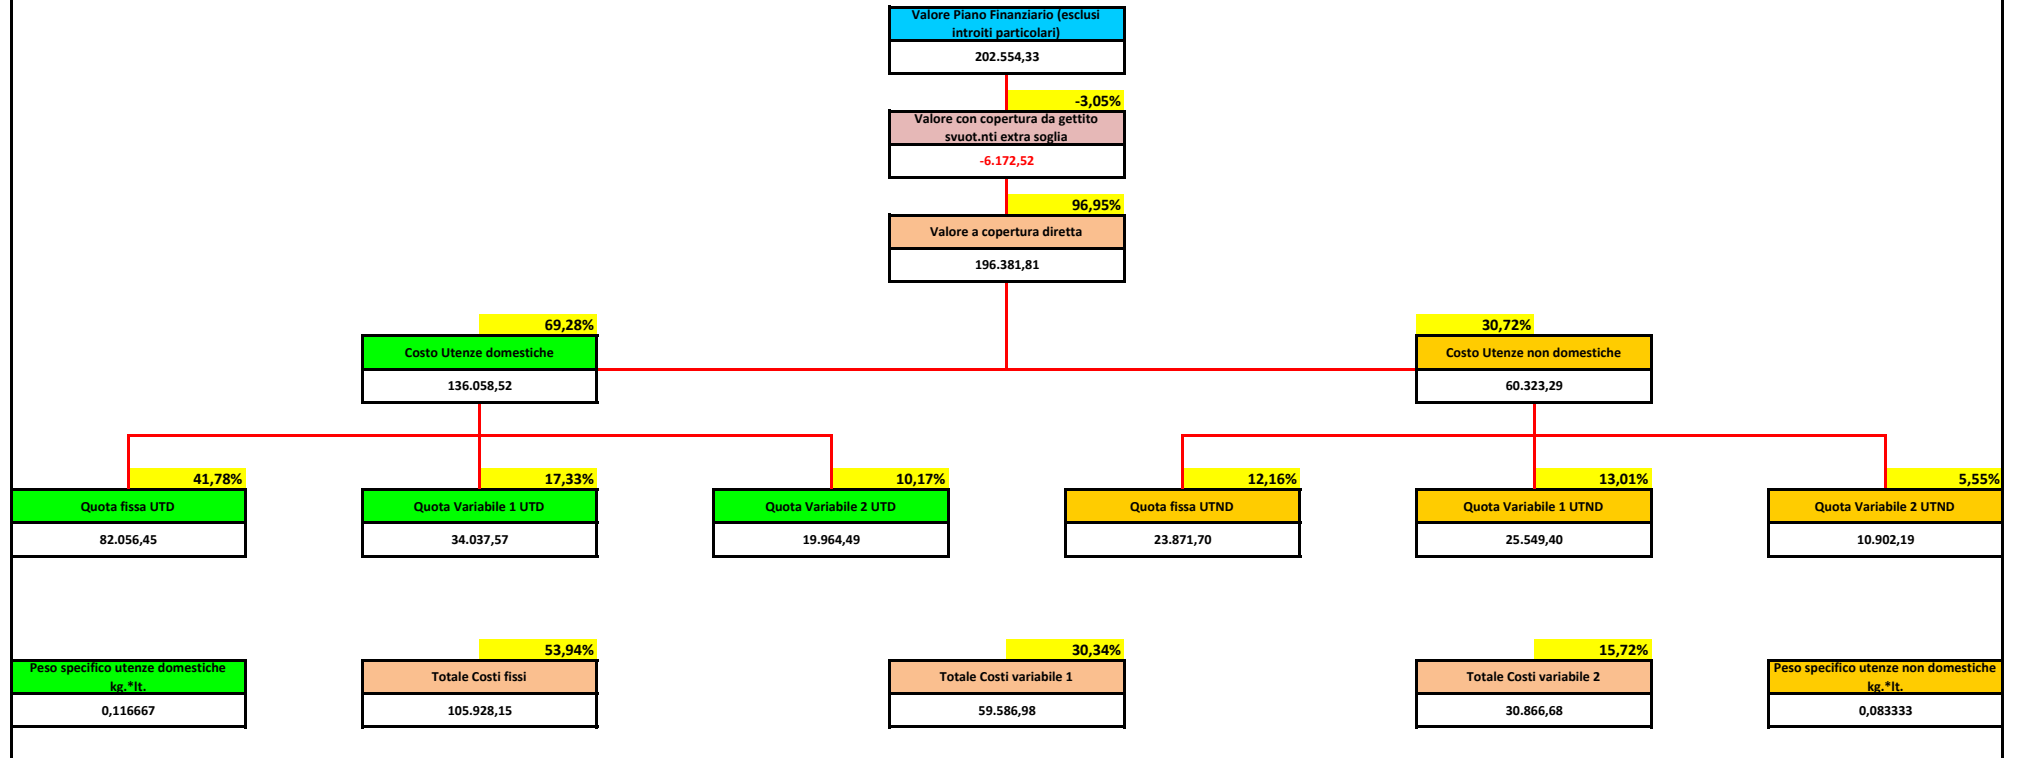 Valore Piano Finanziario (esclusi
introiti particolari)
202.554,33
-3,05%
Valore con copertura da gettito
svuot.nti extra soglia
-6.172,52
96,95%
Valore a copertura diretta
196.381,81
69,28%
30,72%
Costo Utenze domestiche
Costo Utenze non domestiche
136.058,52
60.323,29
41,78%
17,33%
10,17%
12,16%
13,01%
5,55%
Quota fissa UTD
Quota Variabile 1 UTD
Quota Variabile 2 UTD
Quota fissa UTND
Quota Variabile 1 UTND
Quota Variabile 2 UTND
82.056,45
34.037,57
19.964,49
23.871,70
25.549,40
10.902,19
53,94%
30,34%
15,72%
Peso specifico utenze domestiche
kg.*lt.
Totale Costi fissi
Totale Costi variabile 1
Totale Costi variabile 2
Peso specifico utenze non domestiche
kg.*lt.
0,116667
105.928,15
59.586,98
30.866,68
0,083333